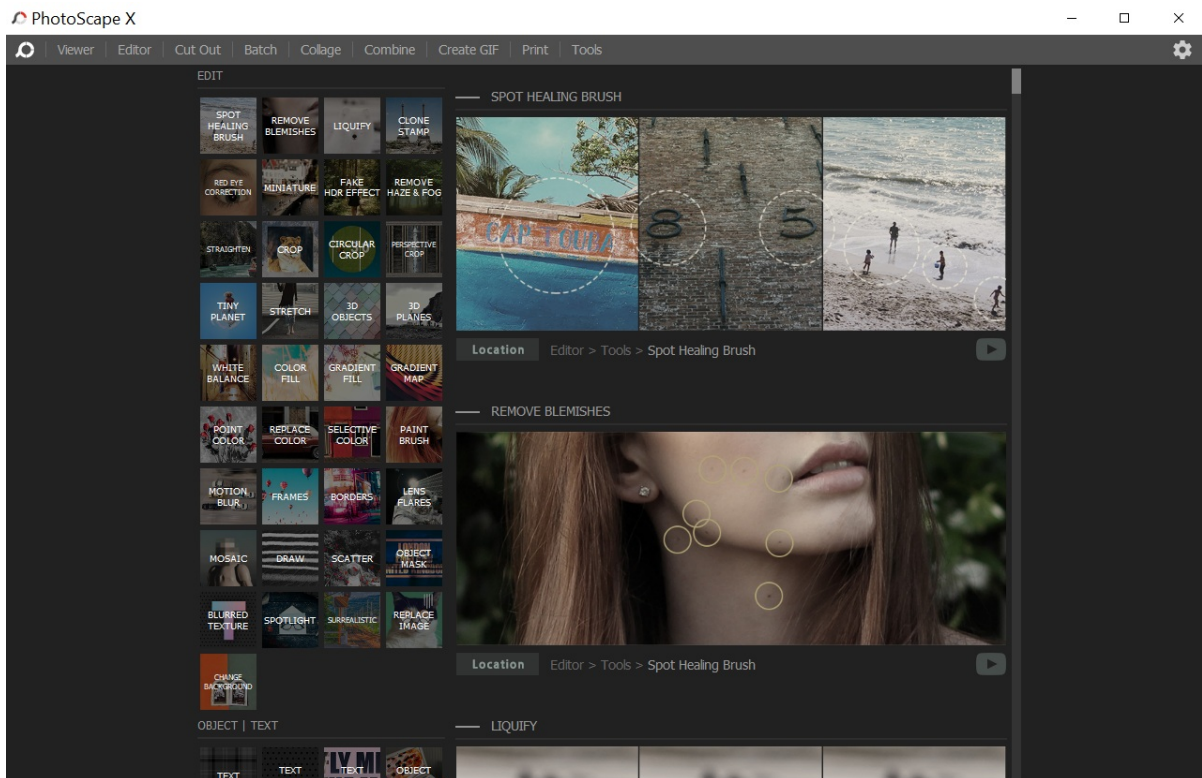 PhotoScape X
Viewer
Editor
Cut Out
Batch
Collage
Combine
Create GIF
Print
Tools
EDIT
SPOT
HEALING
BRUSH
REMOVE
BLEMISHES
LIQUIFY
CLONE
STAMP
RED EYE
CORRECTION
MINIATURE
FAKE
HDR EFFECT
REMOVE
HAZE & FOG
STRAIGHTEN
CROP
CIRCULAR
CROP
PERSPECTIVE
CROP
TINY
PLANET
STRETCH
3D
OBJECTS
3D
PLANES
WHITE
BALANCE
COLOR
FILL
GRADIENT
FILL
GRADIENT
MAP
POINT
COLOR
REPLACE
COLOR
SELECTIVE
COLOR
PAINT
BRUSH
MOTION
BLUR
FRAMES
BORDERS
LENS
FLARES
MOSAIC
DRAW
SCATTER
OBJECT
MASK
BLURRED
TEXTURE
SPOTLIGHT
SURREALISTIC
REPLACE
IMAGE
CHANGE
BACKGROUND
OBJECT | TEXT
TEXT
TEXT
TEXT
OBJECT
SPOT HEALING BRUSH
CAP TOUBA
8 5
Location
Editor > Tools > Spot Healing Brush
REMOVE BLEMISHES
Location
Editor > Tools > Spot Healing Brush
LIQUIFY